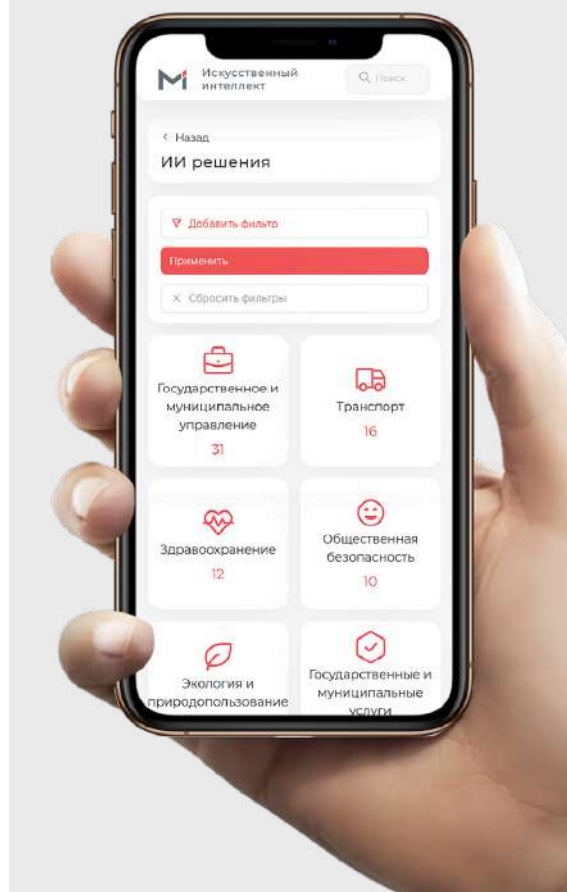 Искусственный
интеллект
Поиск
Назад
ИИ решения
Добавить фильтр
Применить
Сбросить фильтры
Государственное и
муниципальное
управление
31
Транспорт
16
Здравоохранение
12
Общественная
безопасность
10
Экология и
природопользование
Государственные и
муниципальные
услуги